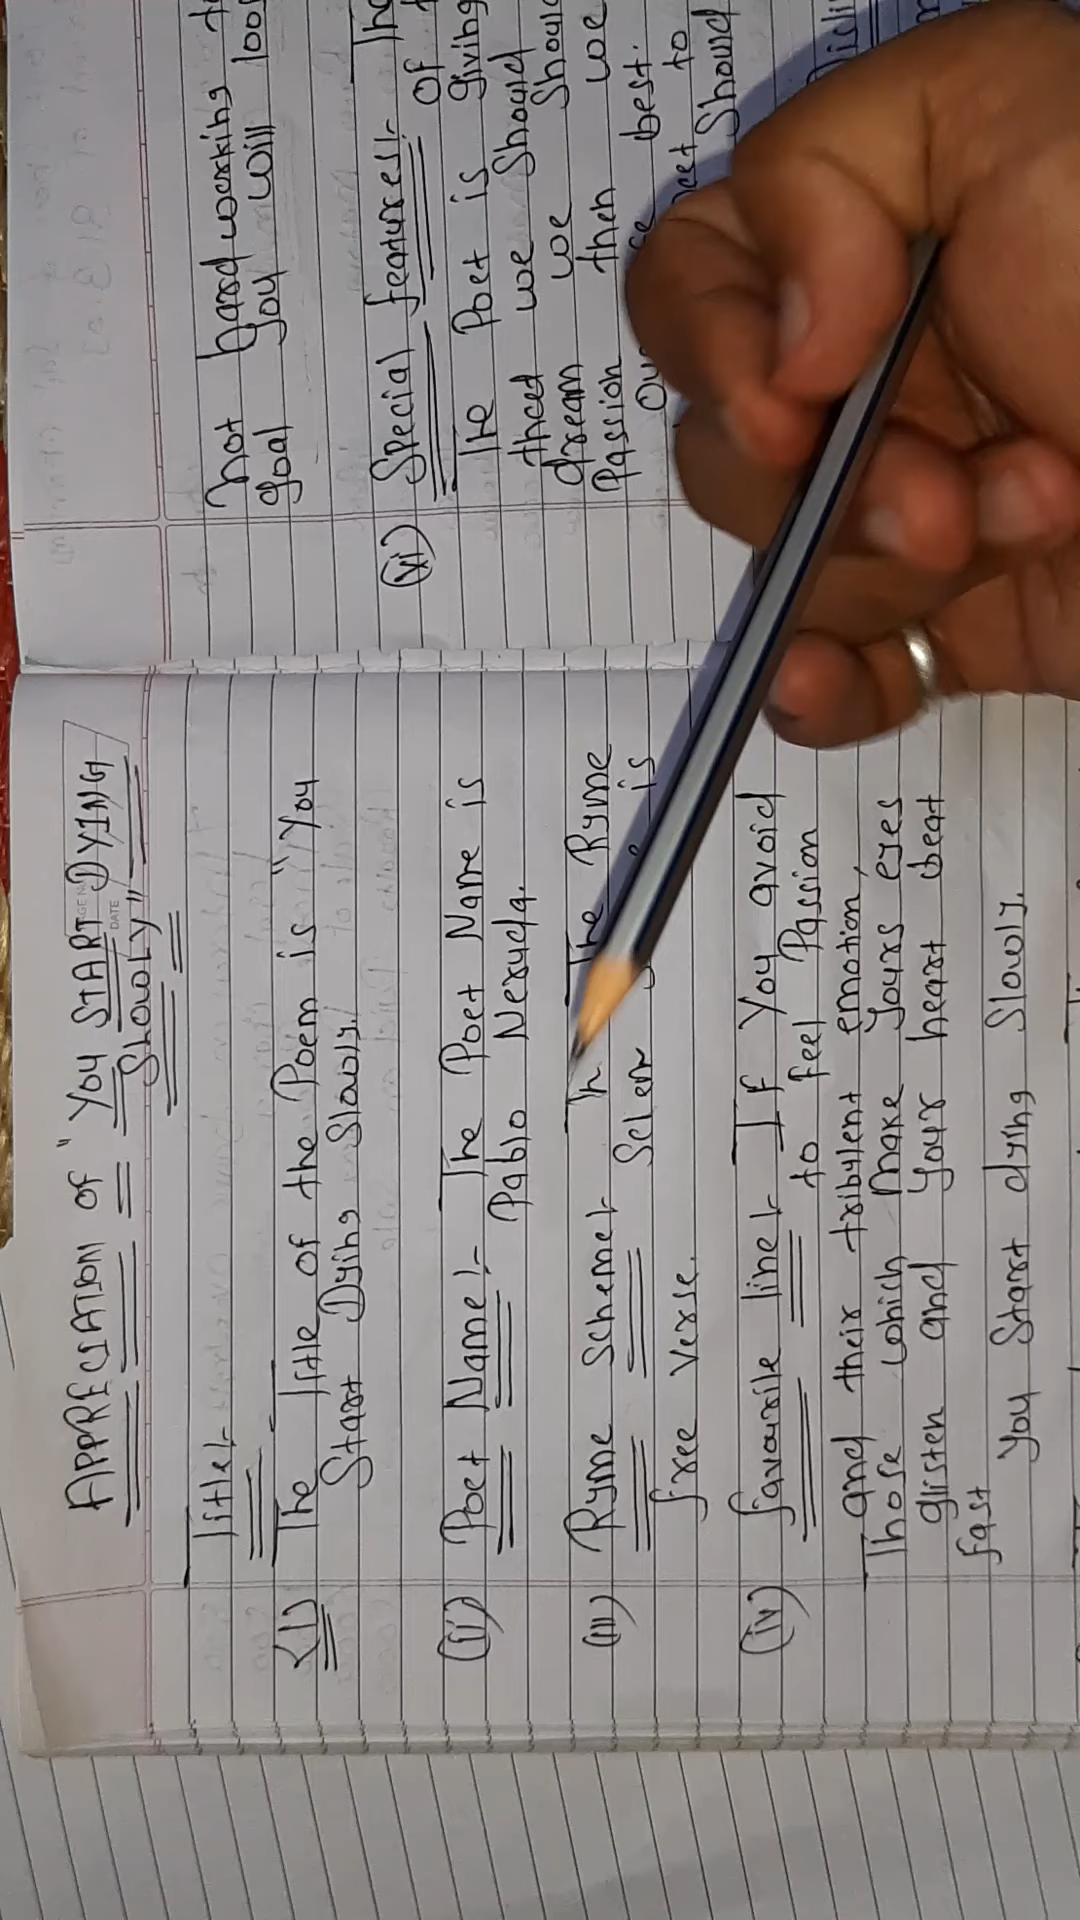 APPRECIATION OF " YOU START DYING
Slowly"
Title:-
(1) The Title of the Poem is "You
Start Dying Slowly
(ii) Poet Name:- The Poet Name is
Pablo Neruda.
(iii) Ryme Scheme:- The Ryme
is
free verse.
(iv) favourite line:- If you avoid
to feel Passion
and their tribulent emotion,
Those which make yours eyes
glisten and your heart beat
fast
you Start dying Slowly.
not hard working
goal you will loos
(vi) Special features:- The
of
The Poet is giving
we Should
dream we Should
Passion then we
best.
to
Should